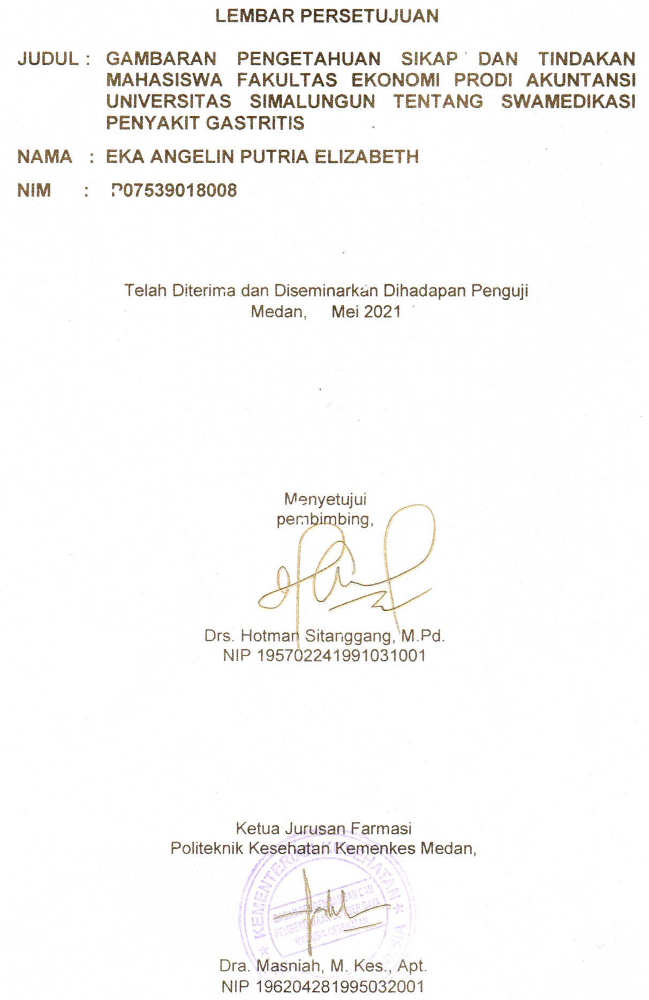 LEMBAR PERSETUJUAN
JUDUL : GAMBARAN PENGETAHUAN SIKAP DAN TINDAKAN
MAHASISWA FAKULTAS EKONOMI PRODI AKUNTANSI
UNIVERSITAS SIMALUNGUN TENTANG SWAMEDIKASI
PENYAKIT GASTRITIS
NAMA : EKA ANGELIN PUTRIA ELIZABETH
NIM : P07539018008
Telah Diterima dan Diseminarkan Dihadapan Penguji
Medan, Mei 2021
Menyetujui
pembimbing,
Drs. Hotman Sitanggang, M.Pd.
NIP 195702241991031001
Ketua Jurusan Farmasi
Politeknik Kesehatan Kemenkes Medan,
KEMENTERIAN KESEHATAN
BADAN PENGEMBANGAN DAN
PEMBERDAYAAN SUMBER DAYA
MANUSIA KESEHATAN
Dra. Masniah, M. Kes., Apt.
NIP 196204281995032001